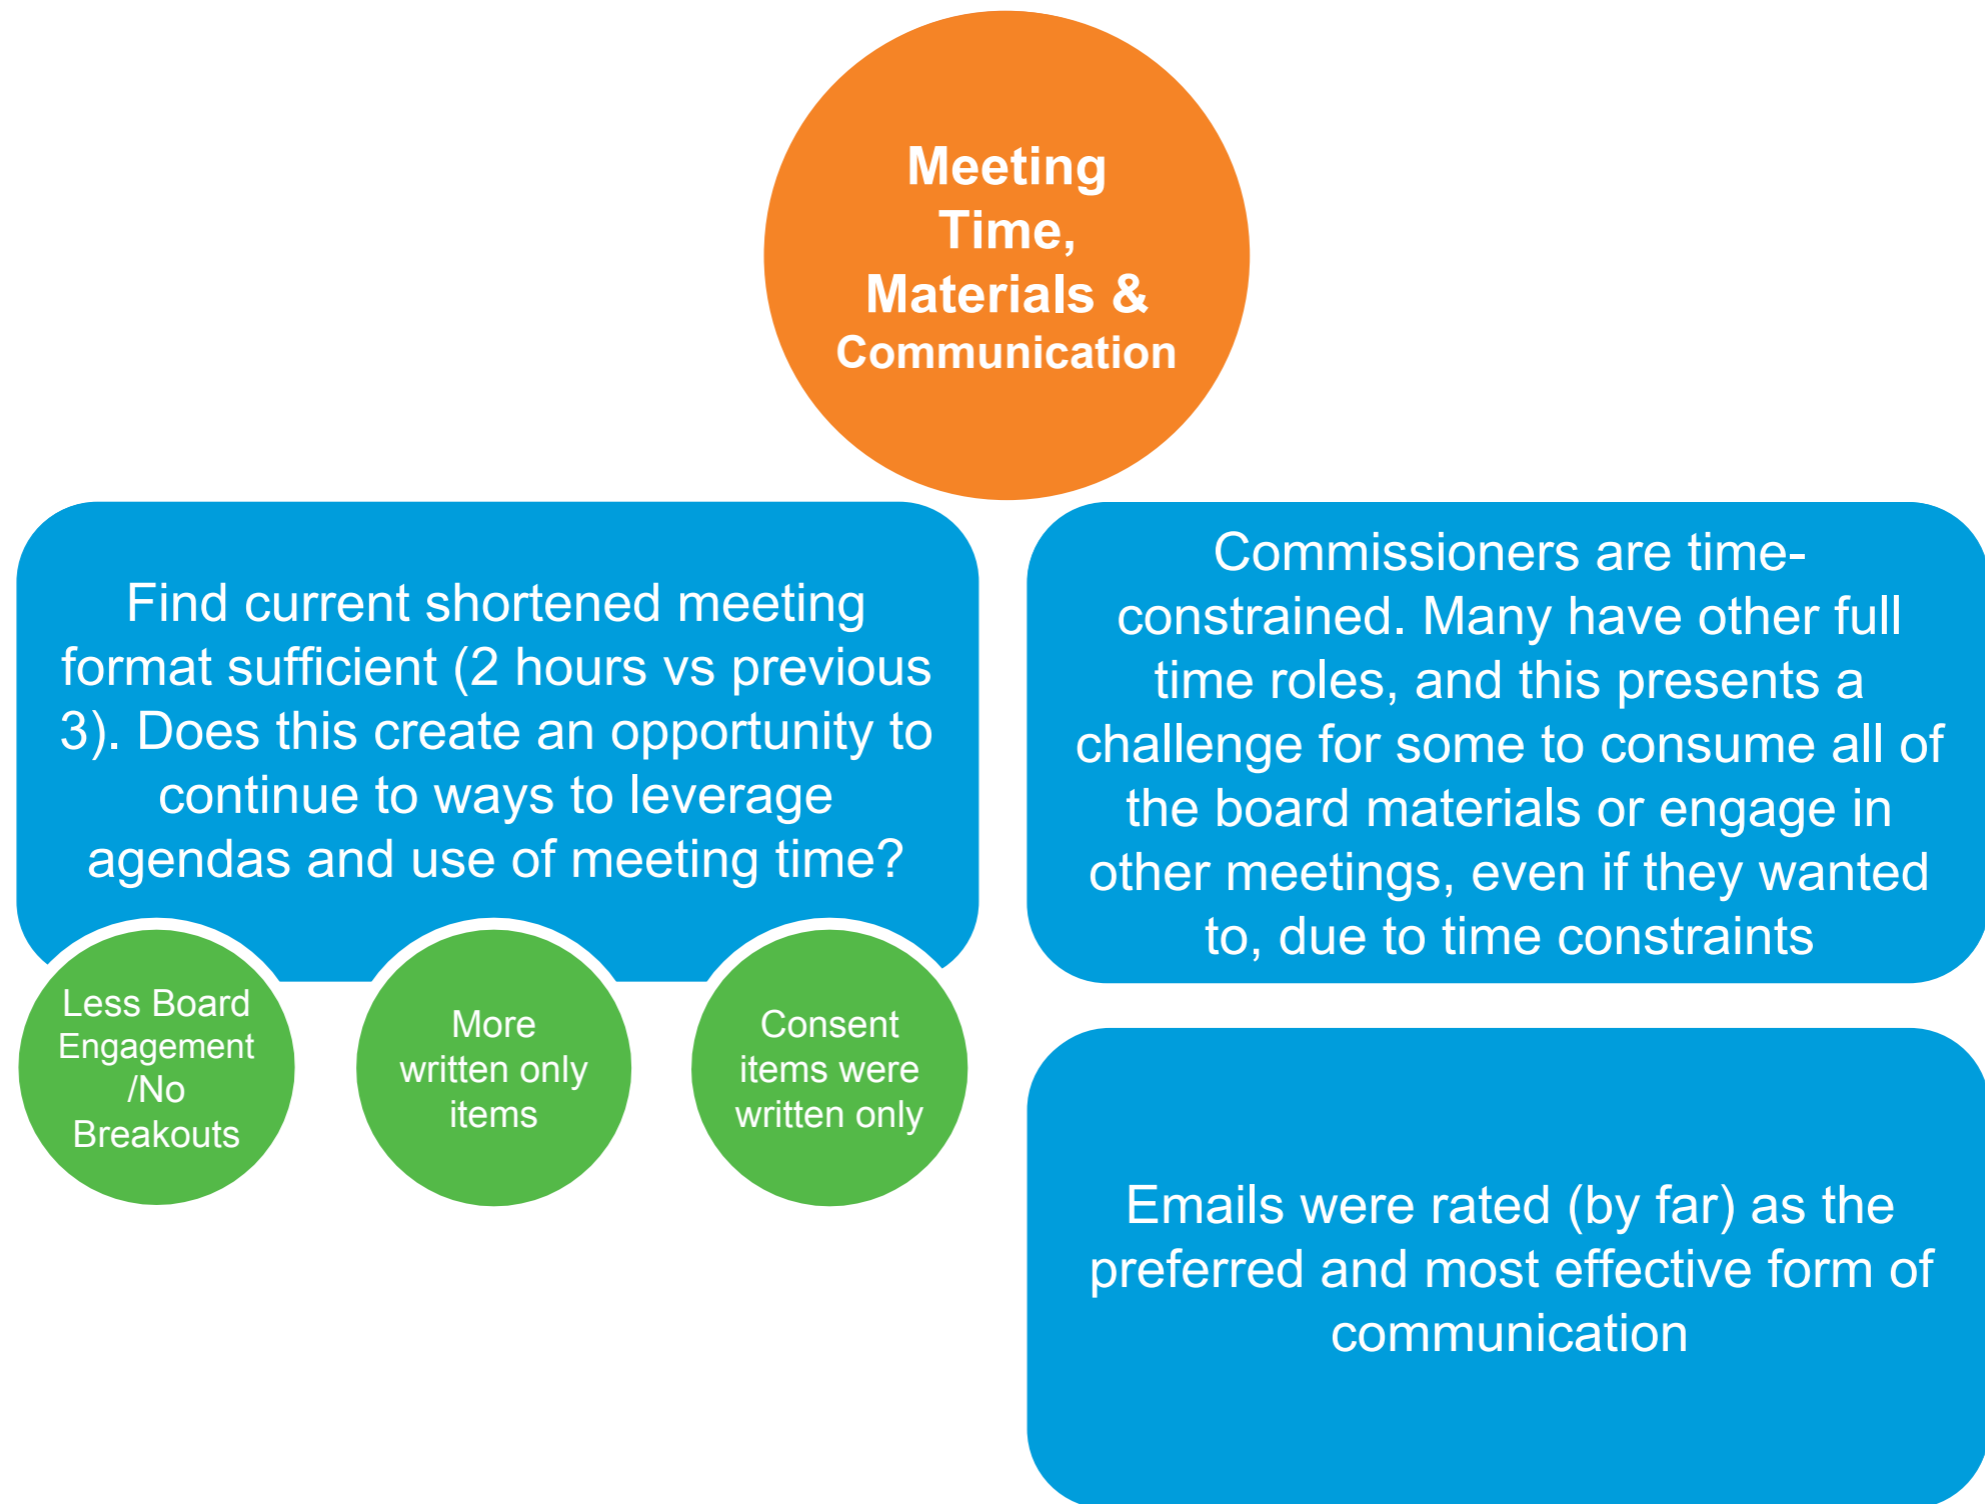 Meeting
Time,
Materials &
Communication
Find current shortened meeting
format sufficient (2 hours vs previous
3). Does this create an opportunity to
continue to ways to leverage
agendas and use of meeting time?
Less Board
Engagement
/No
Breakouts
More
written only
items
Consent
items were
written only
Commissioners are time-
constrained. Many have other full
time roles, and this presents a
challenge for some to consume all of
the board materials or engage in
other meetings, even if they wanted
to, due to time constraints
Emails were rated (by far) as the
preferred and most effective form of
communication